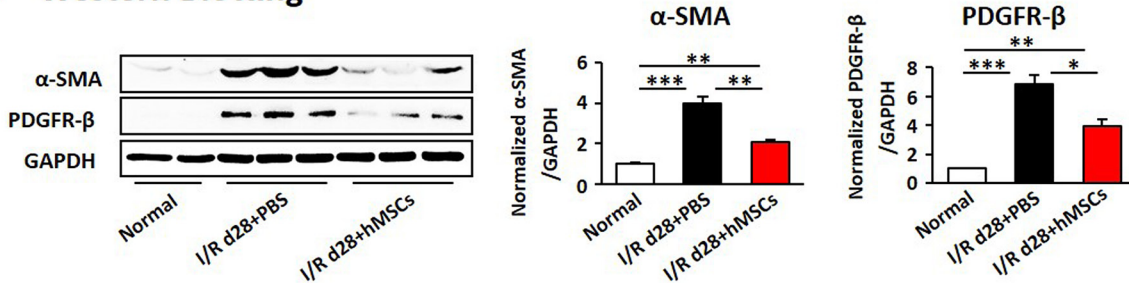 α-SMA
PDGFR-β
GAPDH
Normal
I/R d28+PBS
I/R d28+hMSCs
α-SMA
Normalized α-SMA
/GAPDH
6
4
2
0
**
*** **
Normal
I/R d28+PBS
I/R d28+hMSCs
PDGFR-β
Normalized PDGFR-β
/GAPDH
8
6
4
2
0
**
*** *
Normal
I/R d28+PBS
I/R d28+hMSCs